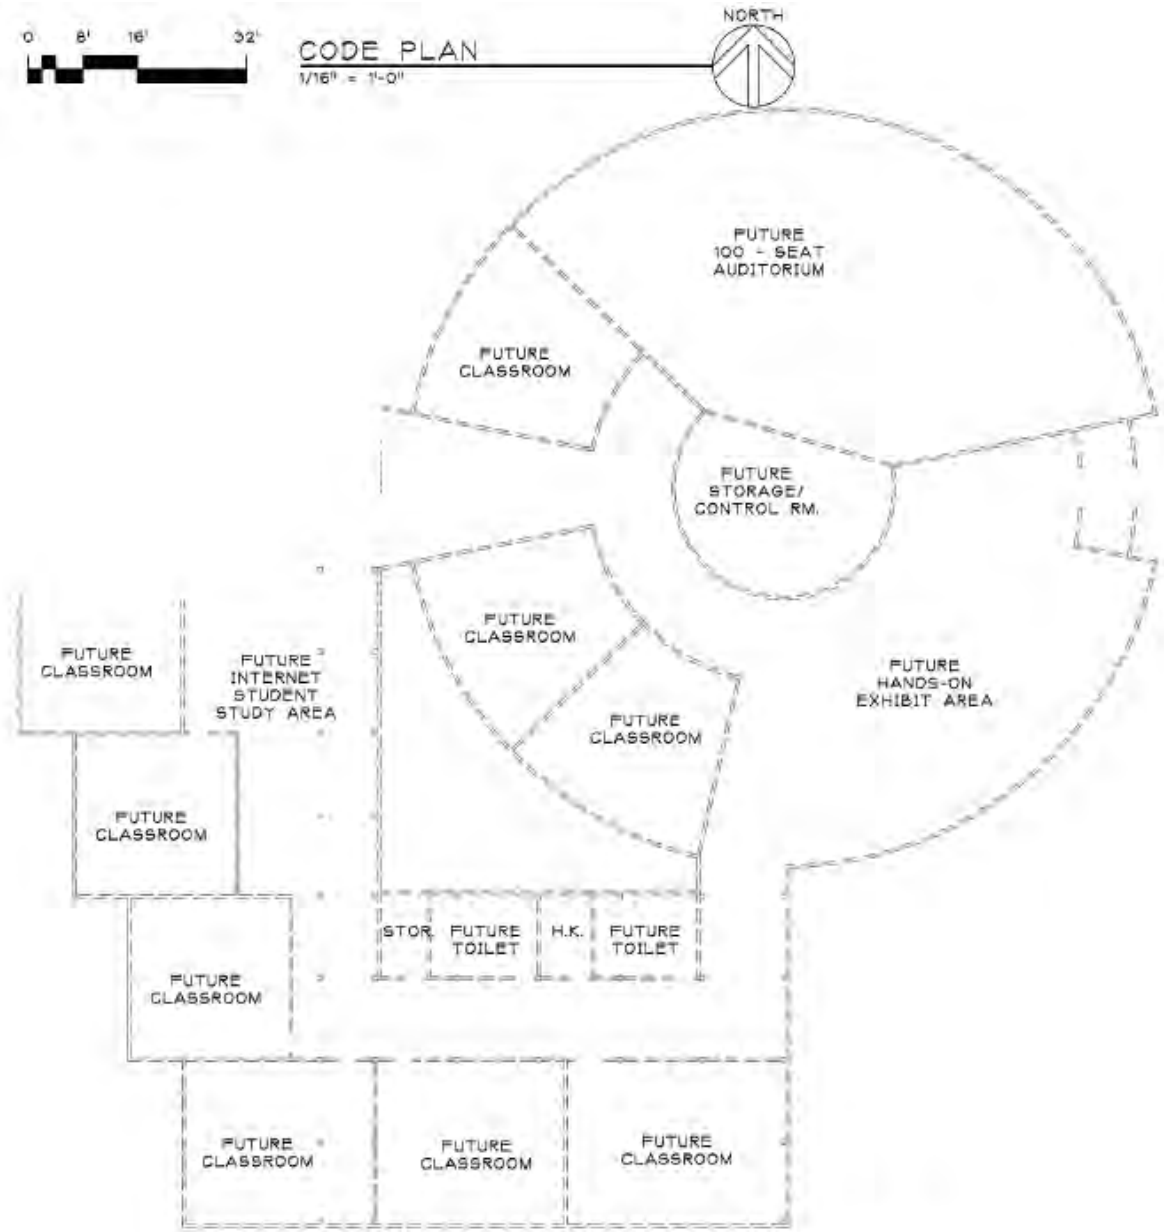 0 8' 16' 32'
CODE PLAN
1/16" = 1'-0"
NORTH
FUTURE
100 - SEAT
AUDITORIUM
FUTURE
CLASSROOM
FUTURE
STORAGE/
CONTROL RM.
FUTURE
CLASSROOM
FUTURE
CLASSROOM
FUTURE
INTERNET
STUDENT
STUDY AREA
FUTURE
CLASSROOM
FUTURE
HANDS-ON
EXHIBIT AREA
FUTURE
CLASSROOM
STOR.
FUTURE
TOILET
H.K.
FUTURE
TOILET
FUTURE
CLASSROOM
FUTURE
CLASSROOM
FUTURE
CLASSROOM
FUTURE
CLASSROOM